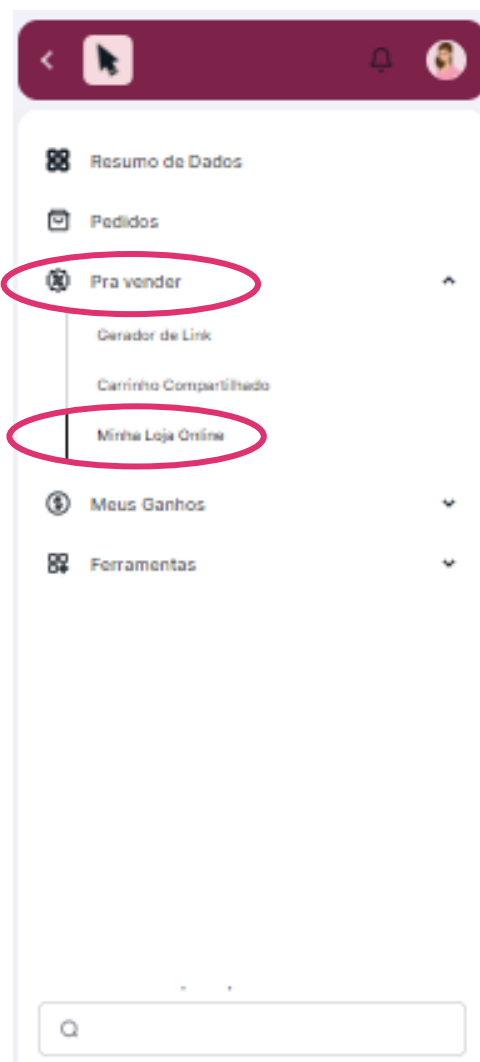 Resumo de Dados
Pedidos
Pra vender
Gerador de Link
Carrinho Compartilhado
Minha Loja Online
Meus Ganhos
Ferramentas